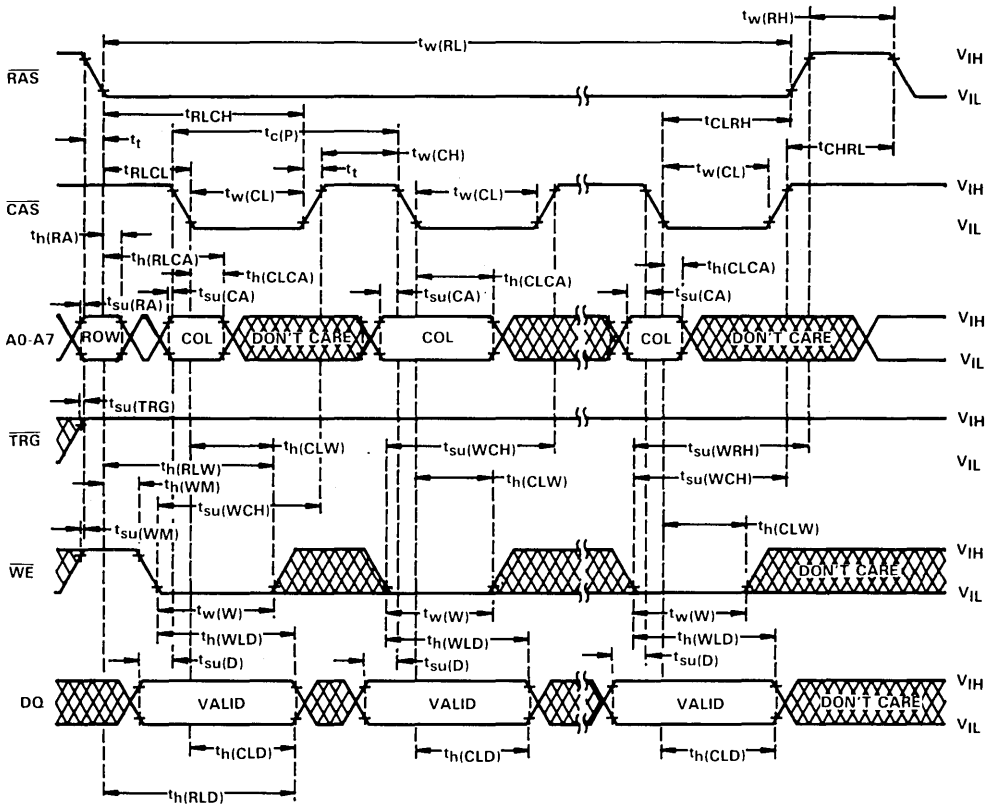 tw(RH)
tw(RL)
RAS
VIH
VIL
tRLCH
tCLRH
tc(P)
tt
tw(CH)
tCHRL
tRLCL
tt
tw(CL)
tw(CL)
tw(CL)
CAS
VIH
VIL
th(RA)
th(RLCA)
th(CLCA)
th(CLCA)
th(CLCA)
tsu(RA)
tsu(CA)
tsu(CA)
tsu(CA)
A0-A7
ROW
COL
DON'T CARE
COL
COL
DON'T CARE
VIH
VIL
tsu(TRG)
TRG
VIH
VIL
th(CLW)
tsu(WCH)
tsu(WRH)
th(RLW)
th(WM)
th(CLW)
tsu(WCH)
tsu(WCH)
tsu(WM)
th(CLW)
WE
DON'T CARE
VIH
VIL
tw(W)
tw(W)
tw(W)
th(WLD)
th(WLD)
th(WLD)
tsu(D)
tsu(D)
tsu(D)
DQ
VALID
VALID
VALID
DON'T CARE
VIH
VIL
th(CLD)
th(CLD)
th(CLD)
th(RLD)